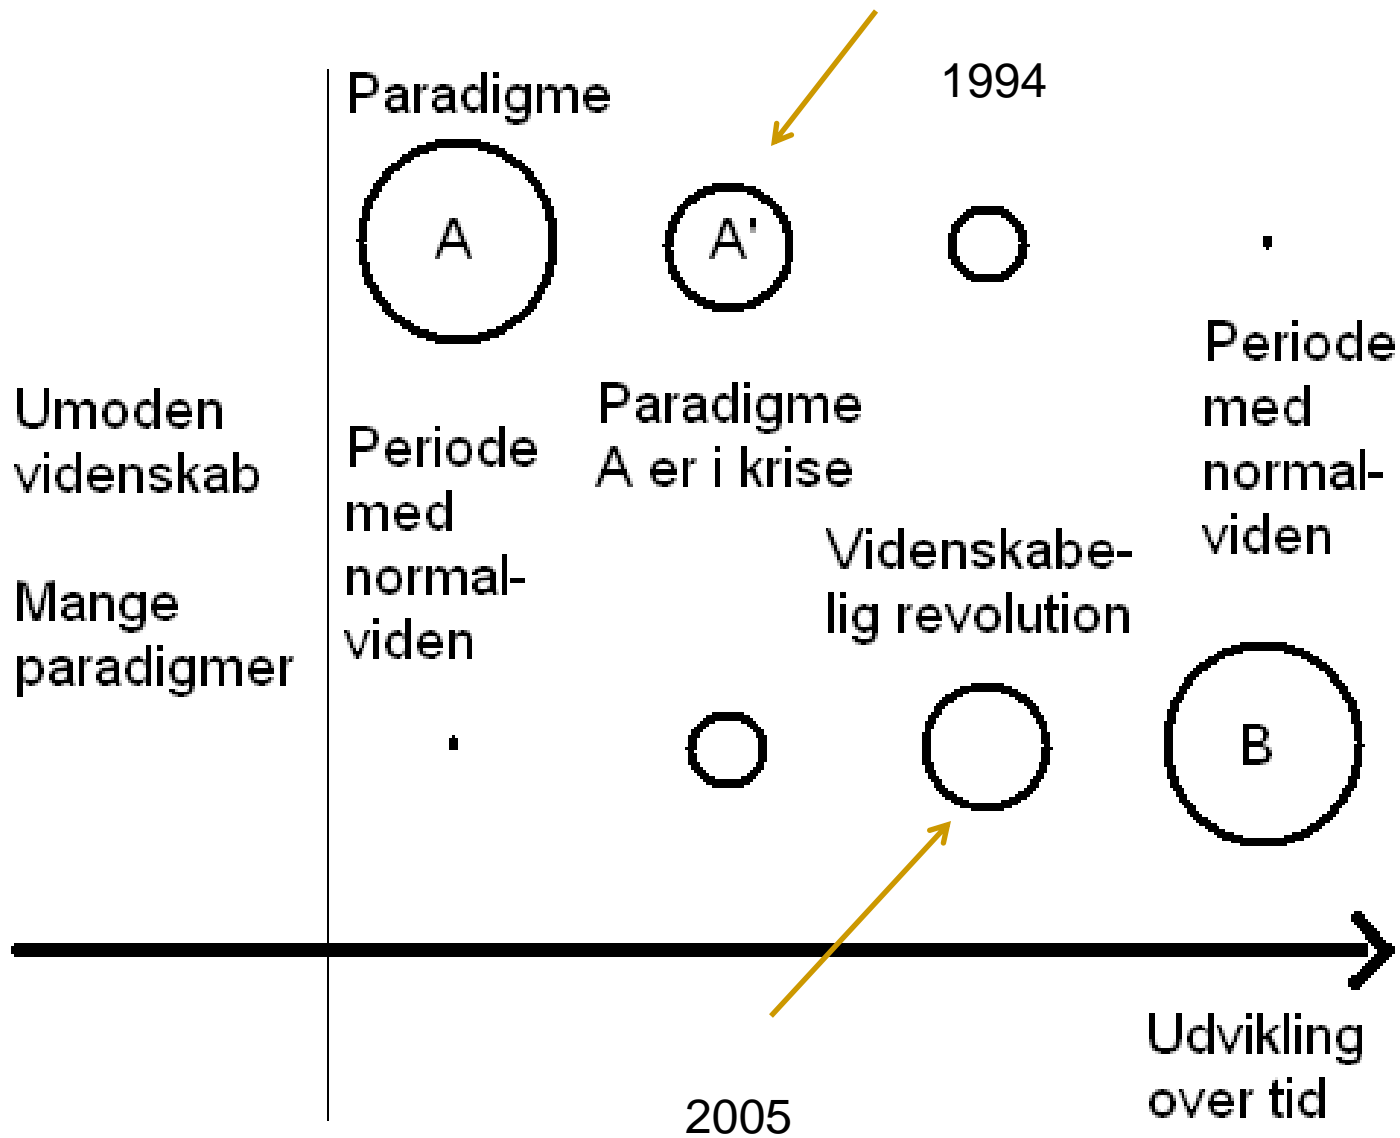 1994
Paradigme
A
A'
Umoden
videnskab
Mange
paradigmer
Periode
med
normal-
viden
Paradigme
A er i krise
Videnskabe-
lig revolution
Periode
med
normal-
viden
B
Udvikling
over tid
2005